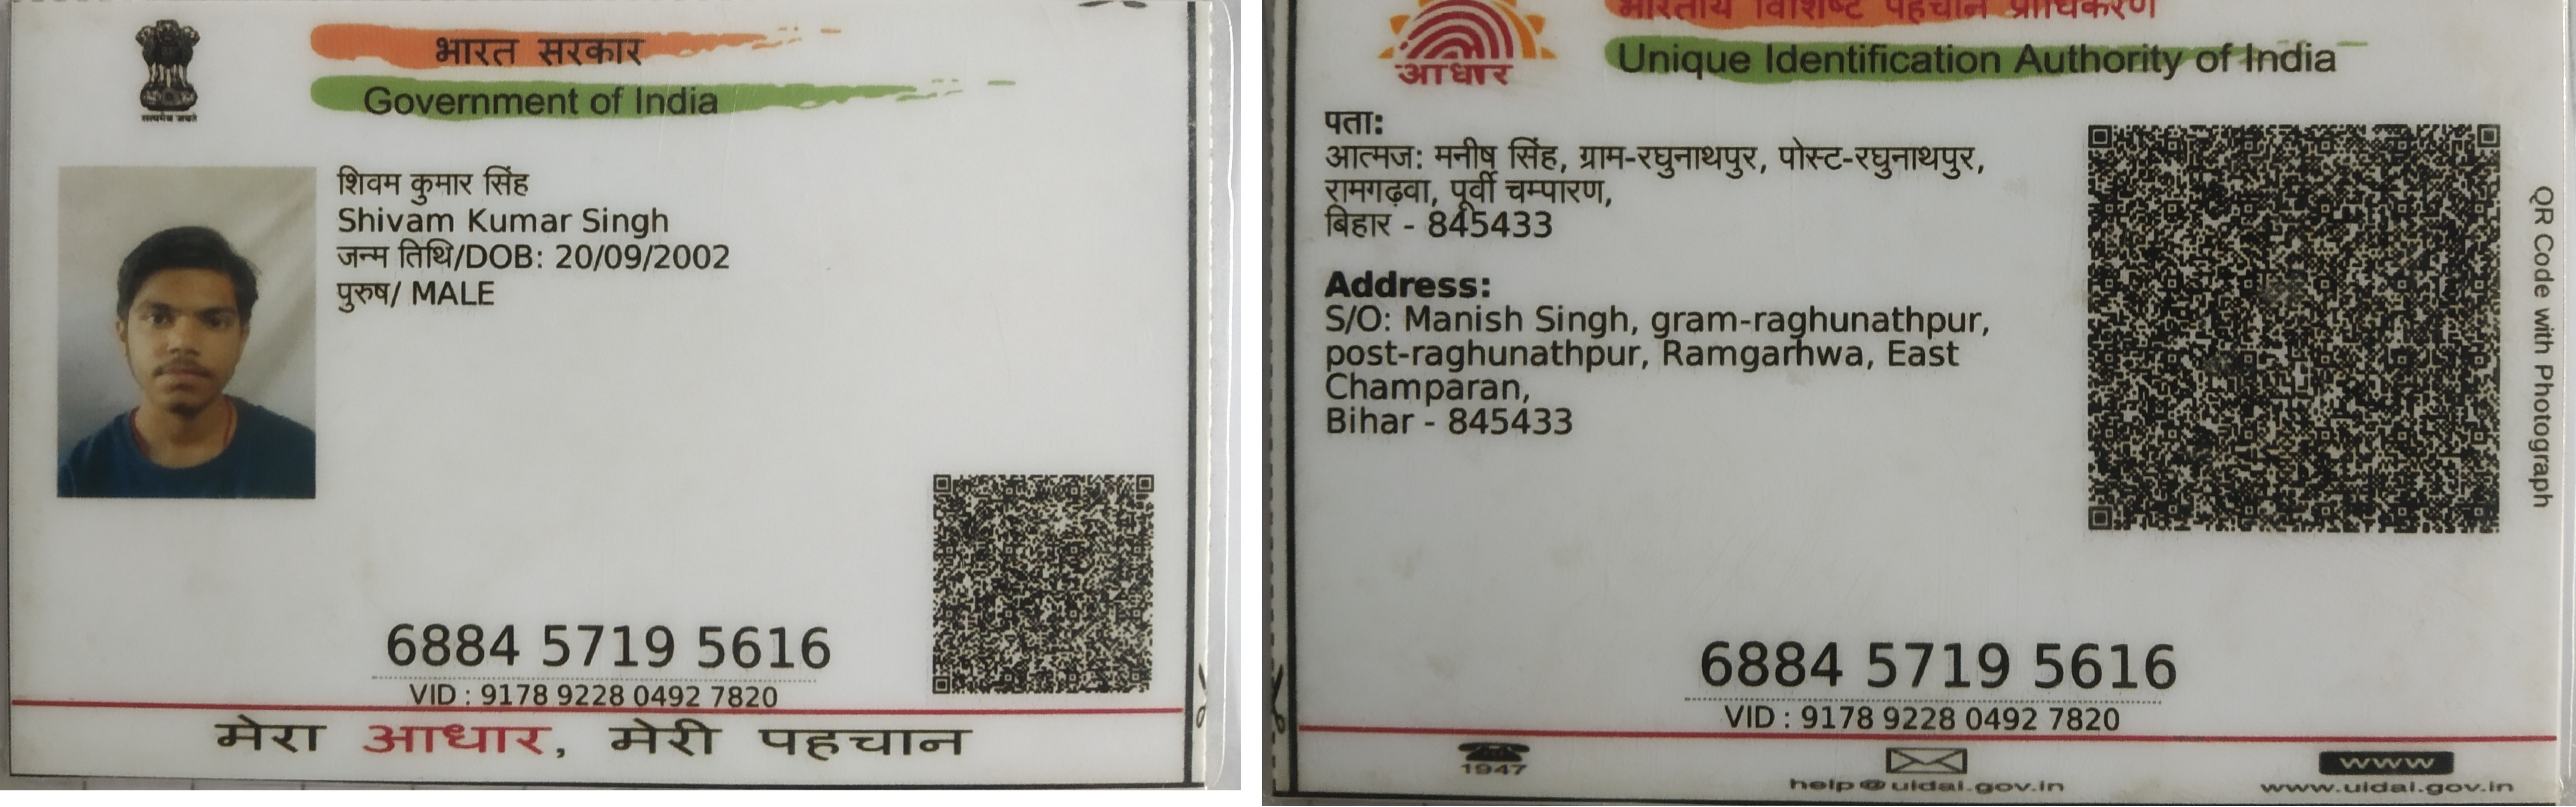 भारत सरकार
Government of India
सत्यमेव जयते
शिवम कुमार सिंह
Shivam Kumar Singh
जन्म तिथि/DOB: 20/09/2002
पुरुष/ MALE
6884 5719 5616
VID : 9178 9228 0492 7820
मेरा आधार, मेरी पहचान
भारतीय विशिष्ट पहचान प्राधिकरण
Unique Identification Authority of India
आधार
पता:
आत्मज: मनीष सिंह, ग्राम-रघुनाथपुर, पोस्ट-रघुनाथपुर,
रामगढ़वा, पूर्वी चम्पारण,
बिहार - 845433
Address:
S/O: Manish Singh, gram-raghunathpur,
post-raghunathpur, Ramgarhwa, East
Champaran,
Bihar - 845433
QR Code with Photograph
6884 5719 5616
VID : 9178 9228 0492 7820
1947
help@uidai.gov.in
www
www.uidai.gov.in